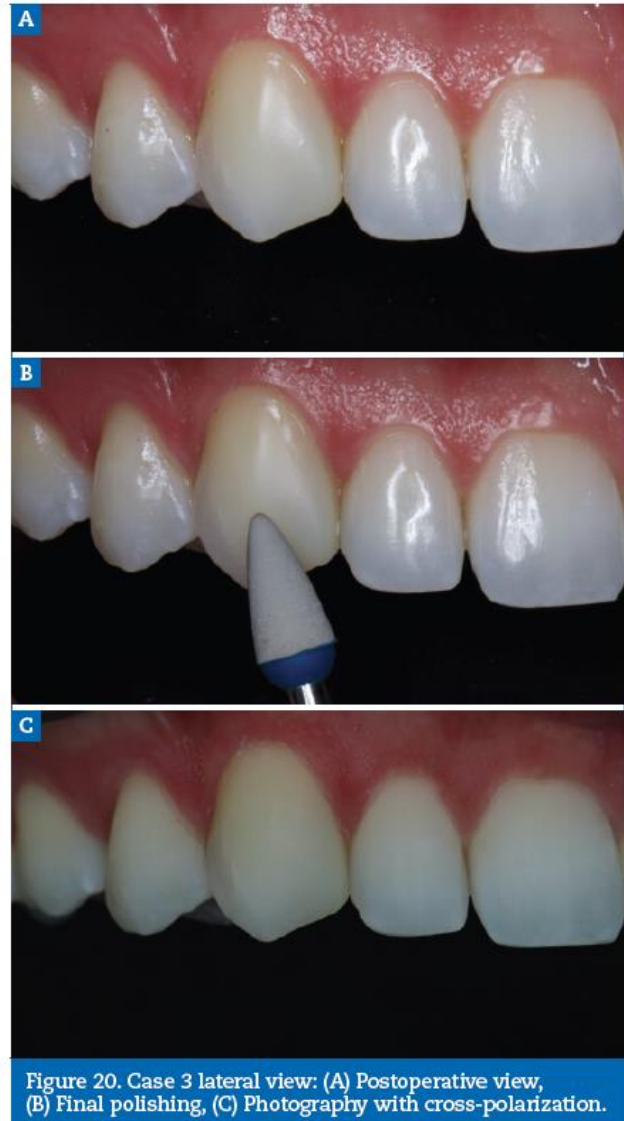 A
B
C
Figure 20. Case 3 lateral view: (A) Postoperative view,
(B) Final polishing, (C) Photography with cross-polarization.